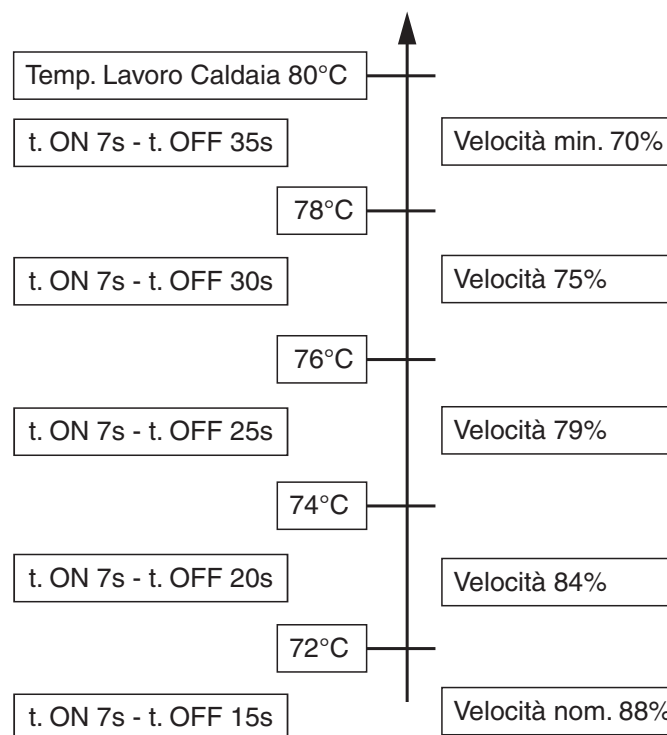 Temp. Lavoro Caldaia 80°C
t. ON 7s - t. OFF 35s
Velocità min. 70%
78°C
t. ON 7s - t. OFF 30s
Velocità 75%
76°C
t. ON 7s - t. OFF 25s
Velocità 79%
74°C
t. ON 7s - t. OFF 20s
Velocità 84%
72°C
t. ON 7s - t. OFF 15s
Velocità nom. 88%